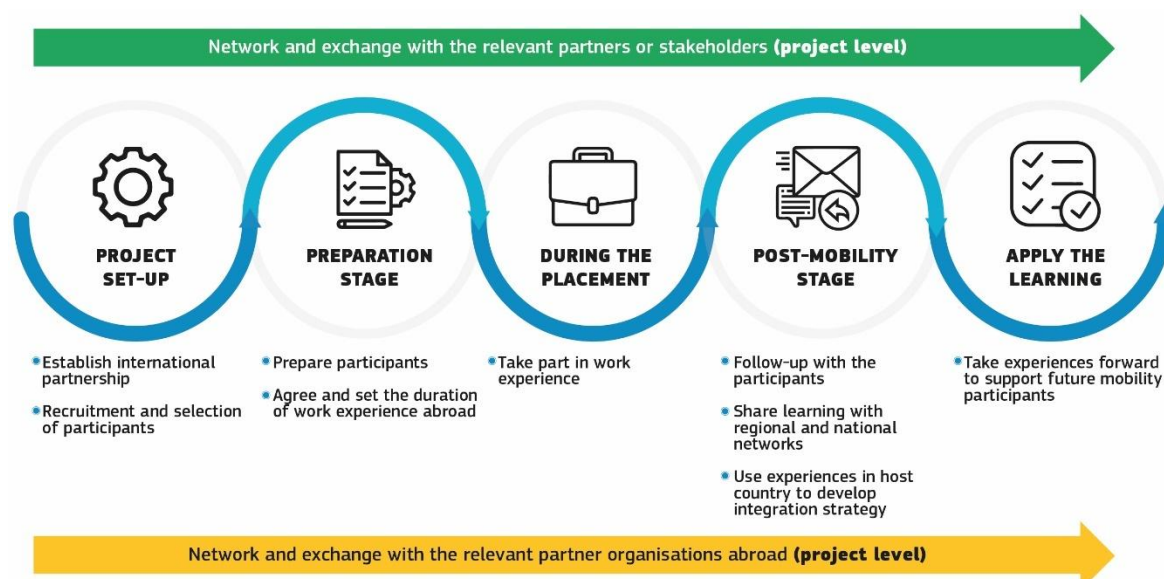 Network and exchange with the relevant partners or stakeholders (project level)
PROJECT
SET-UP
PREPARATION
STAGE
DURING THE
PLACEMENT
POST-MOBILITY
STAGE
APPLY THE
LEARNING
Establish international
partnership
Recruitment and selection
of participants
Prepare participants
Agree and set the duration
of work experience abroad
Take part in work
experience
Follow-up with the
participants
Share learning with
regional and national
networks
Use experiences in host
country to develop
integration strategy
Take experiences forward
to support future mobility
participants
Network and exchange with the relevant partner organisations abroad (project level)